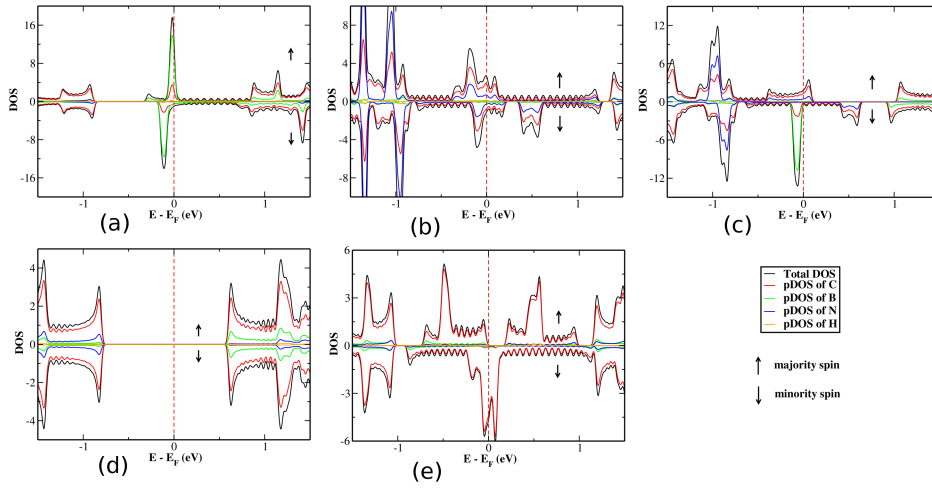 16
8
0
-8
-16
DOS
-1
0
1
E - E_F (eV)
(a)
8
4
0
-4
-8
DOS
-1
0
1
E - E_F (eV)
(b)
12
6
0
-6
-12
DOS
-1
0
1
E - E_F (eV)
(c)
4
2
0
-2
-4
DOS
-1
0
1
E - E_F (eV)
(d)
6
3
0
-3
-6
DOS
-1
0
1
E - E_F (eV)
(e)
Total DOS
pDOS of C
pDOS of B
pDOS of N
pDOS of H
majority spin
minority spin